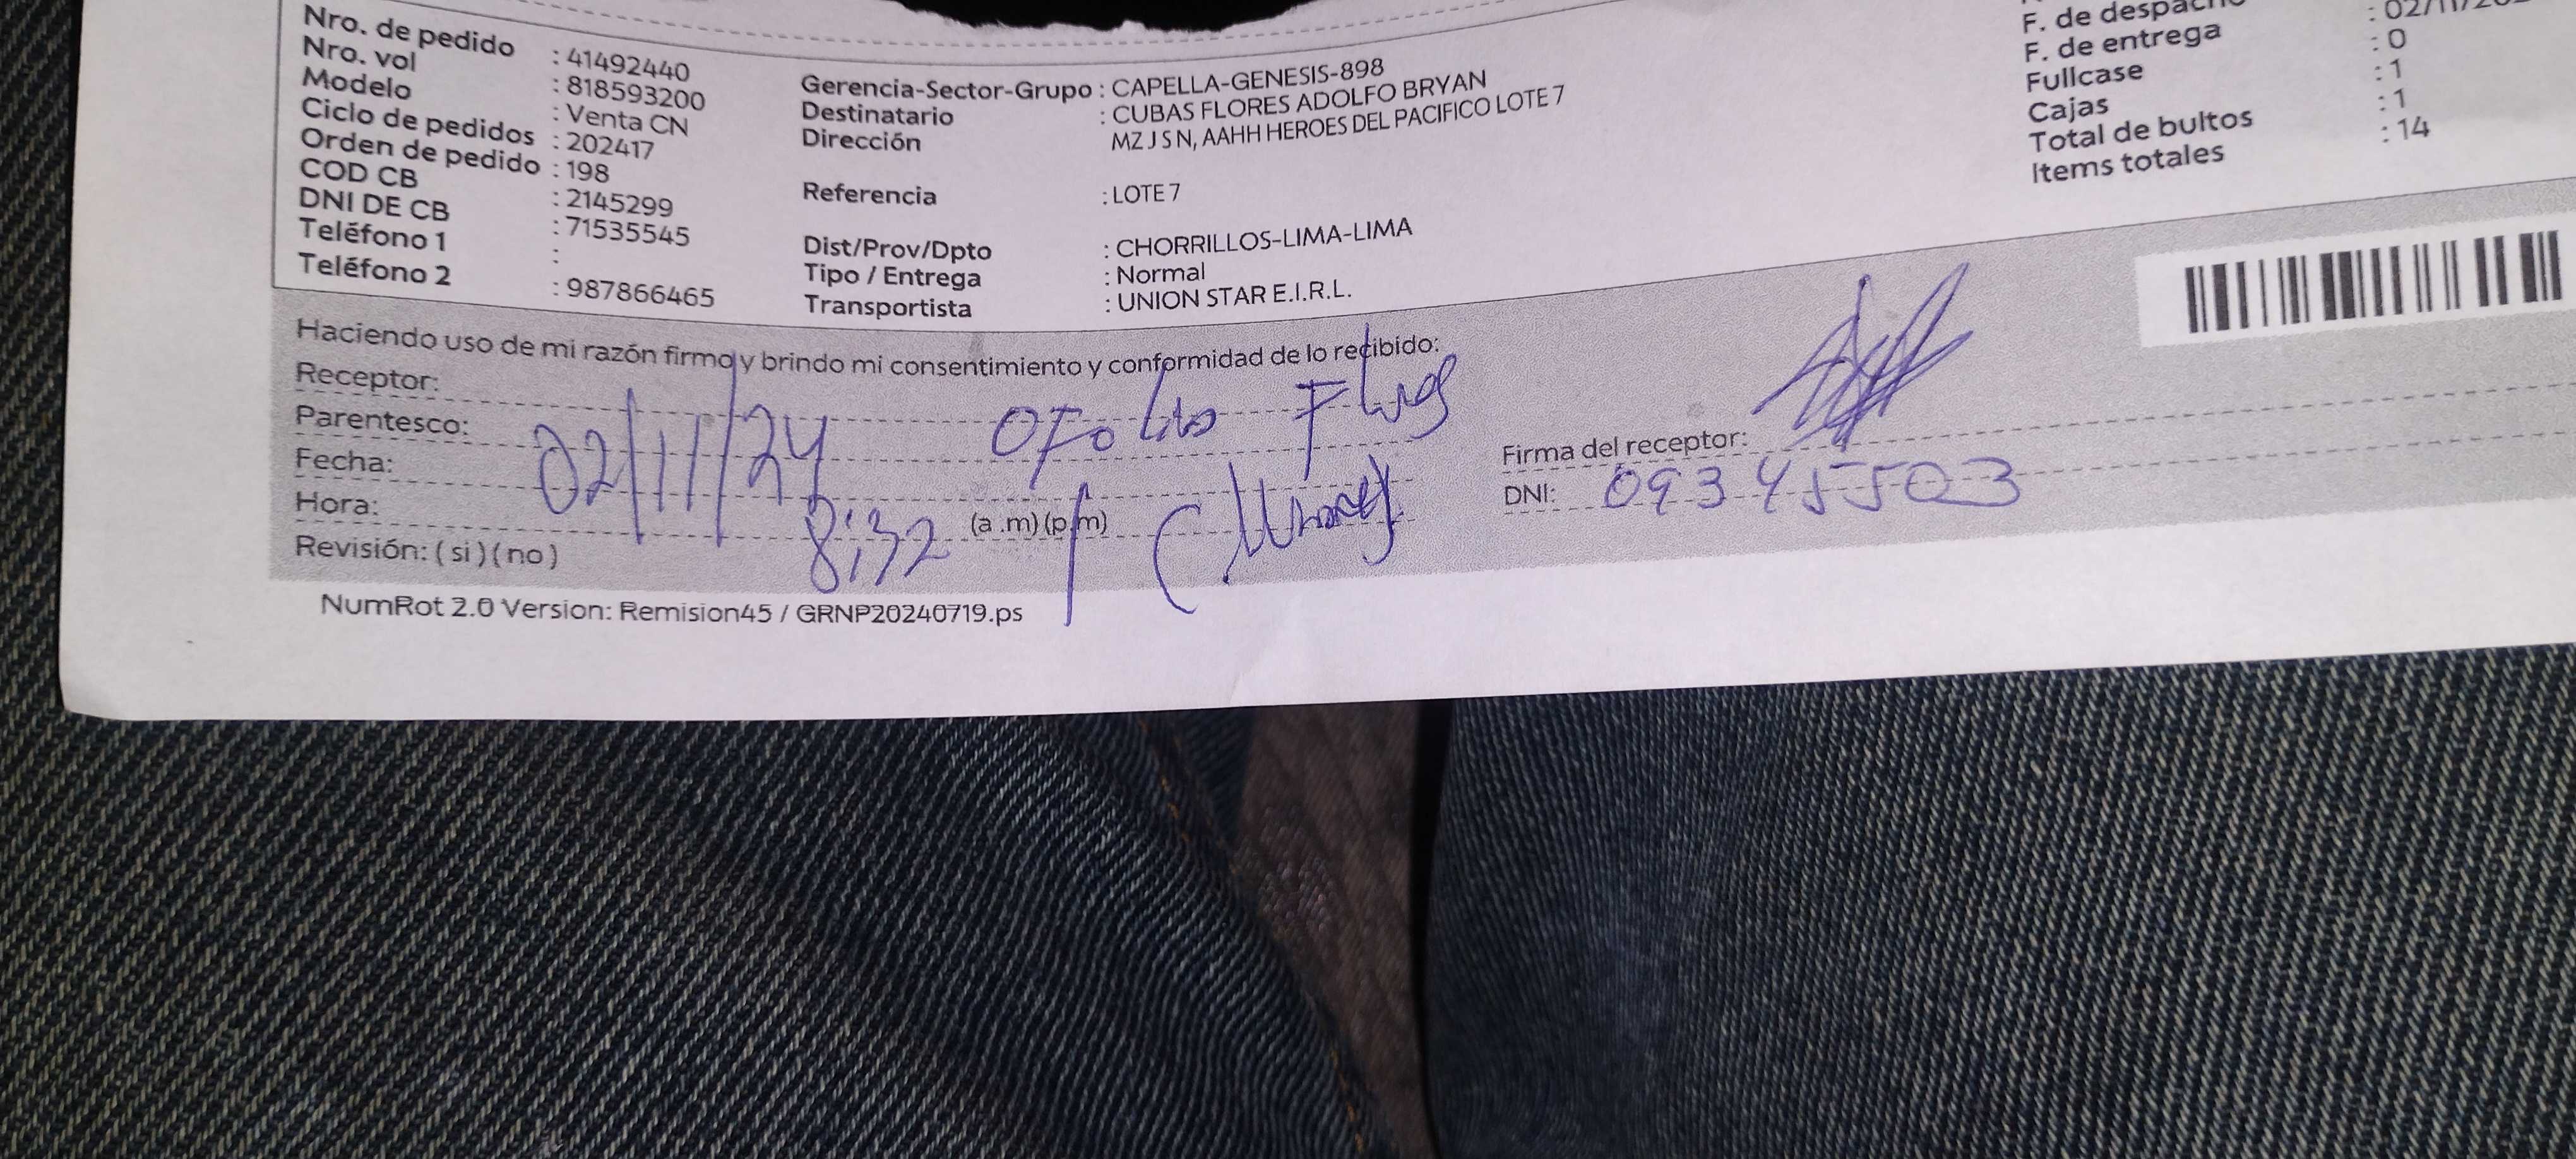 Nro. de pedido : 41492440
Nro. vol : 818593200
Modelo : Venta CN
Ciclo de pedidos : 202417
Orden de pedido : 198
COD CB : 2145299
DNI DE CB : 71535545
Teléfono 1 :
Teléfono 2 : 987866465
Gerencia-Sector-Grupo : CAPELLA-GENESIS-898
Destinatario : CUBAS FLORES ADOLFO BRYAN
Dirección MZ J S N, AAHH HEROES DEL PACIFICO LOTE 7
Referencia : LOTE 7
Dist/Prov/Dpto : CHORRILLOS-LIMA-LIMA
Tipo / Entrega : Normal
Transportista : UNION STAR E.I.R.L.
F. de despacho
F. de entrega : 0
Fullcase : 1
Cajas : 1
Total de bultos : 14
Items totales
Haciendo uso de mi razón firmo y brindo mi consentimiento y conformidad de lo recibido:
Receptor:
Parentesco:
Fecha: 02/11/24
Hora: 8:32 (a .m) (p.m)
Revisión: ( si ) ( no )
Firma del receptor:
DNI: 09345503
NumRot 2.0 Version: Remision45 / GRNP20240719.ps